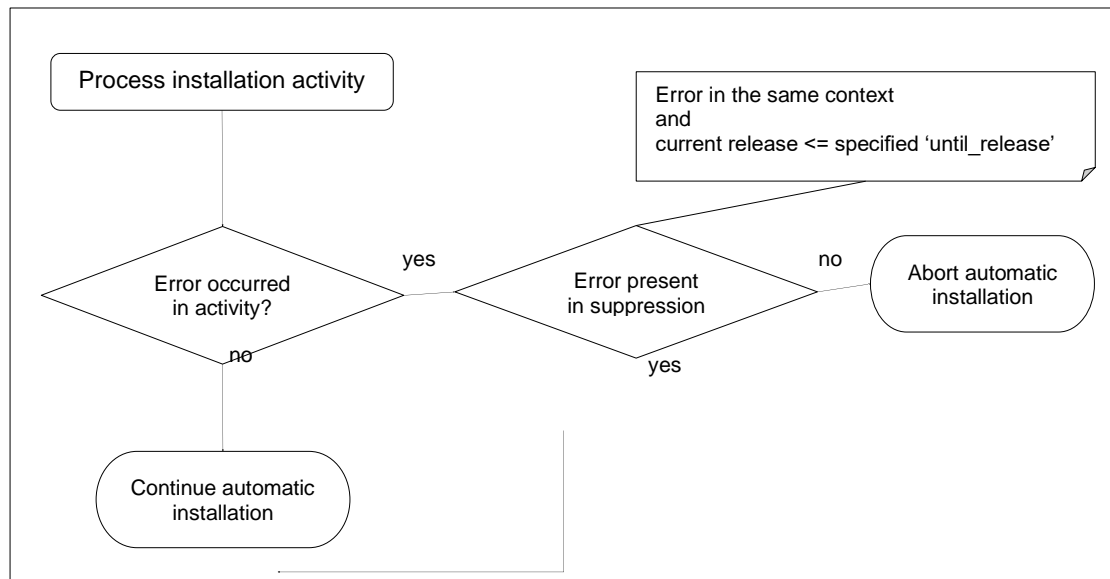 Process installation activity
Error in the same context
and
current release <= specified ‘until_release’
Error occurred
in activity?
yes
Error present
in suppression
no
Abort automatic
installation
no
yes
Continue automatic
installation